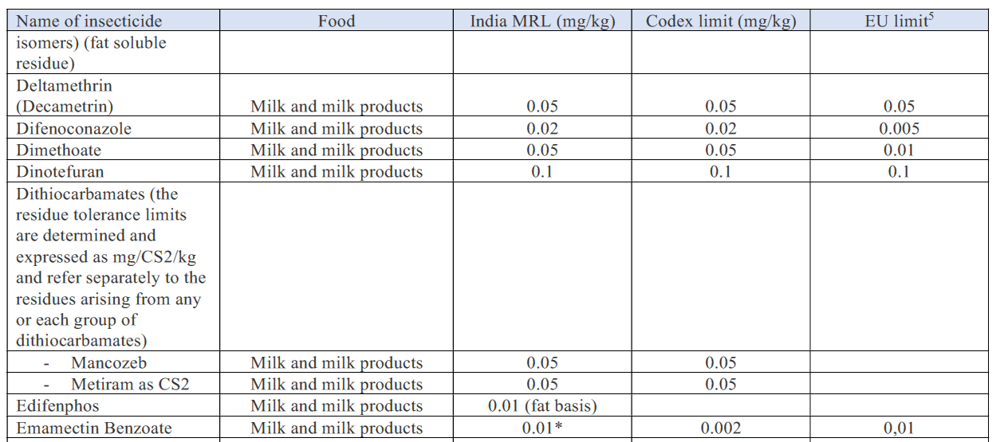 Name of insecticide Food India MRL (mg/kg) Codex limit (mg/kg) EU limit5
isomers) (fat soluble
residue)
Deltamethrin
(Decametrin) Milk and milk products 0.05 0.05 0.05
Difenoconazole Milk and milk products 0.02 0.02 0.005
Dimethoate Milk and milk products 0.05 0.05 0.01
Dinotefuran Milk and milk products 0.1 0.1 0.1
Dithiocarbamates (the
residue tolerance limits
are determined and
expressed as mg/CS2/kg
and refer separately to the
residues arising from any
or each group of
dithiocarbamates)
- Mancozeb Milk and milk products 0.05 0.05
- Metiram as CS2 Milk and milk products 0.05 0.05
Edifenphos Milk and milk products 0.01 (fat basis)
Emamectin Benzoate Milk and milk products 0.01* 0.002 0,01